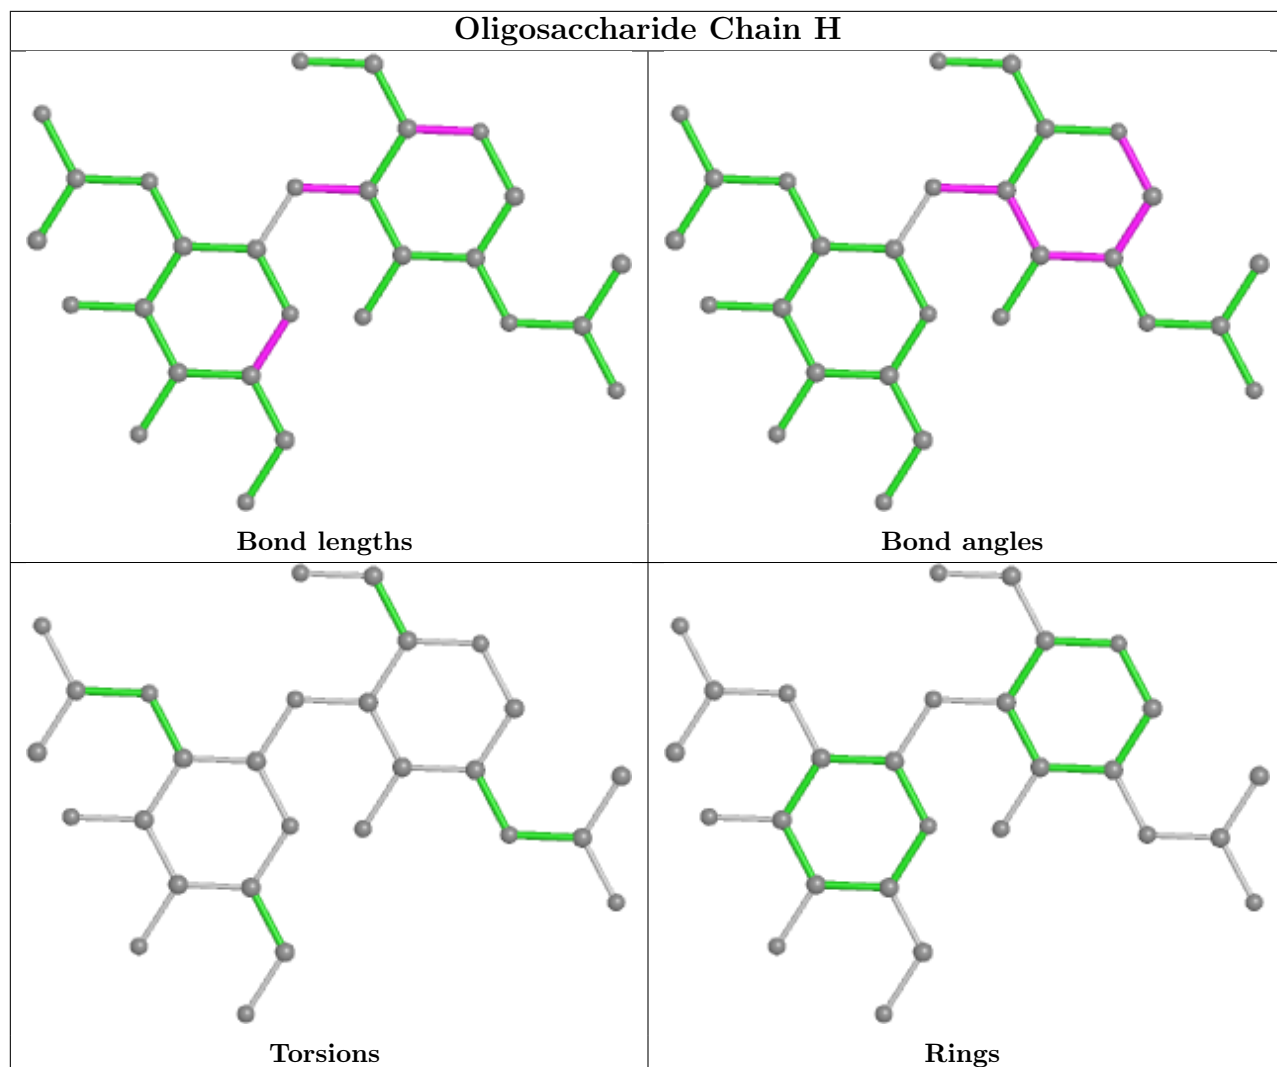 Oligosaccharide Chain H
Bond lengths
Bond angles
Torsions
Rings